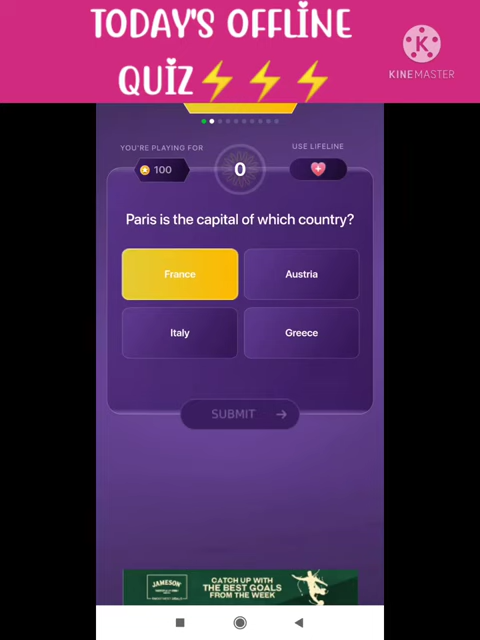 TODAY'S OFFLINE
QUIZ⚡⚡⚡
K
KINEMASTER
YOU'RE PLAYING FOR
USE LIFELINE
100
0
Paris is the capital of which country?
France
Austria
Italy
Greece
SUBMIT →
JAMESON
CATCH UP WITH
THE BEST GOALS
FROM THE WEEK